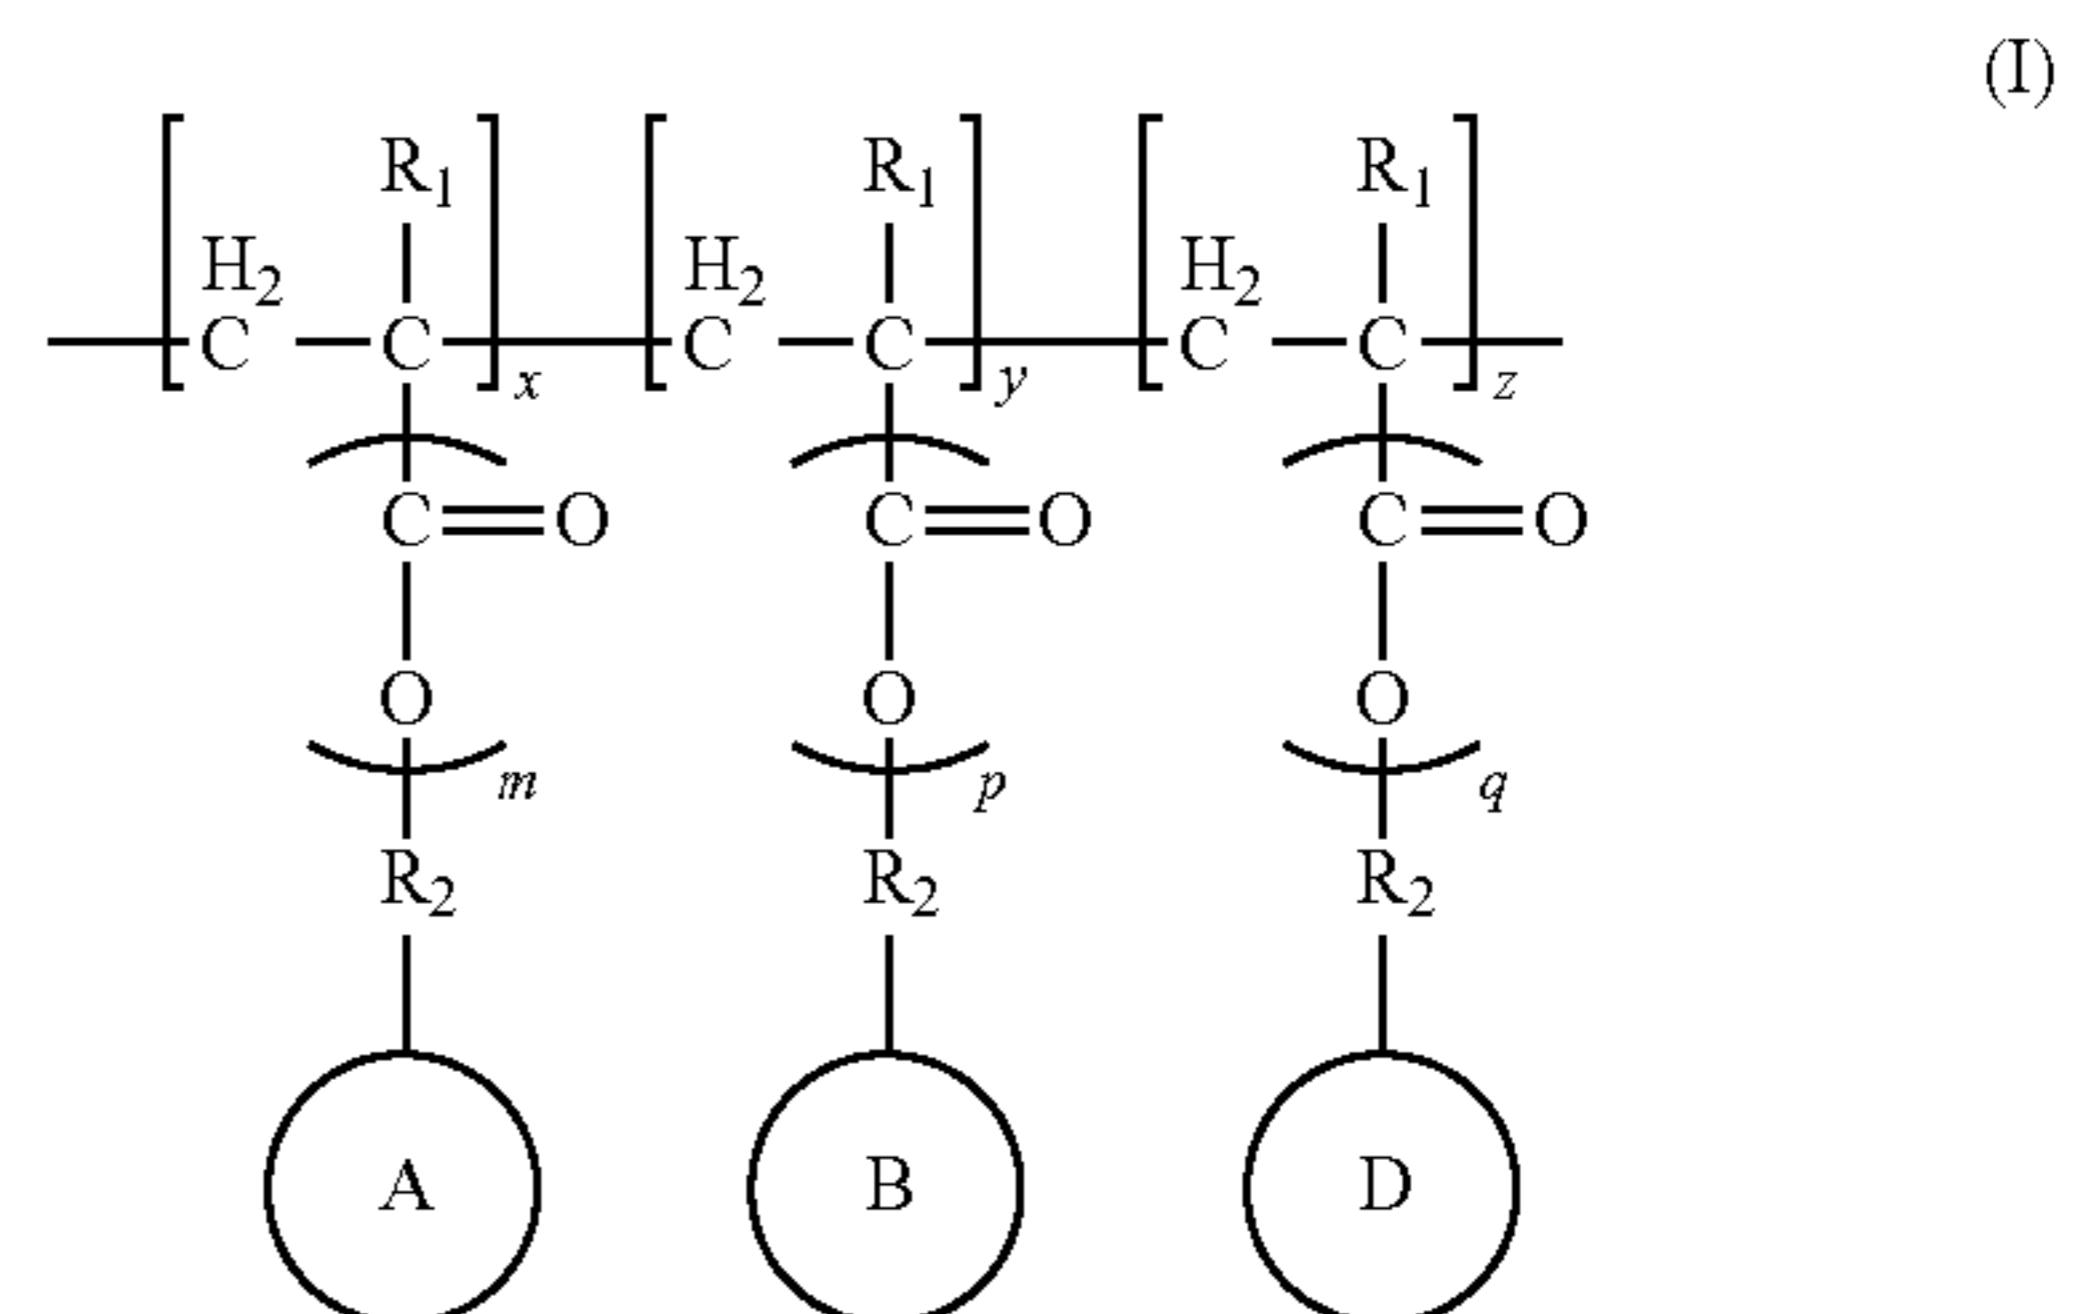 (I)
R1 R1 R1
H2 H2 H2
C C C C C C
x y z
C O C O C O
O O O
m p q
R2 R2 R2
A B D